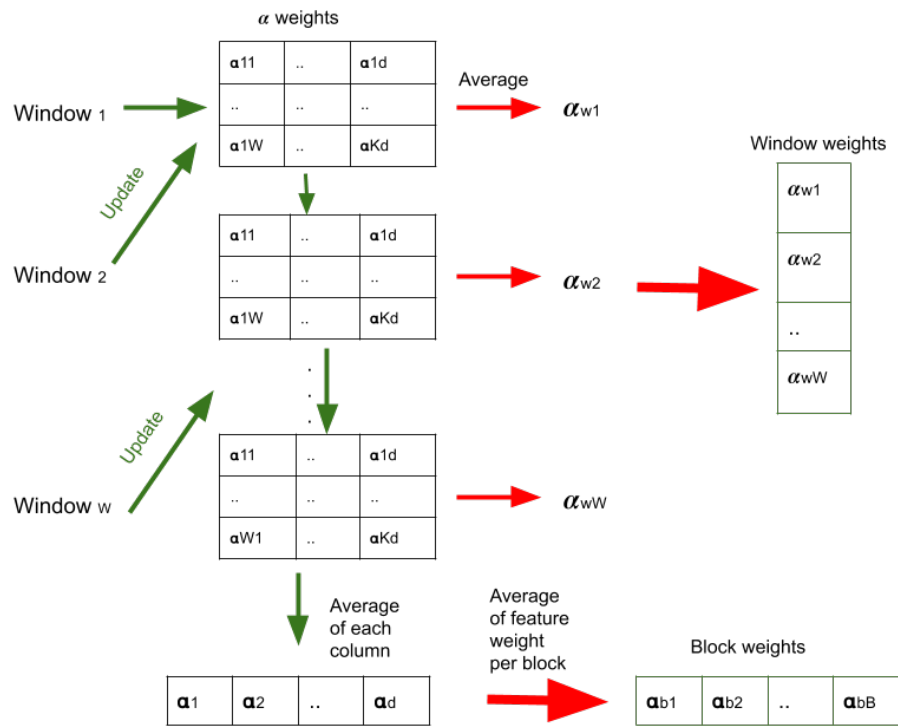 α weights
α11 .. α1d
.. .. ..
α1W .. αKd
Window 1
Average
αw1
Update
Window 2
α11 .. α1d
.. .. ..
α1W .. αKd
αw2
Window weights
αw1
αw2
..
αwW
.
.
.
Update
Window W
α11 .. α1d
.. .. ..
αW1 .. αKd
αwW
Average
of each
column
Average
of feature
weight
per block
Block weights
α1 α2 .. αd
αb1 αb2 .. αbB